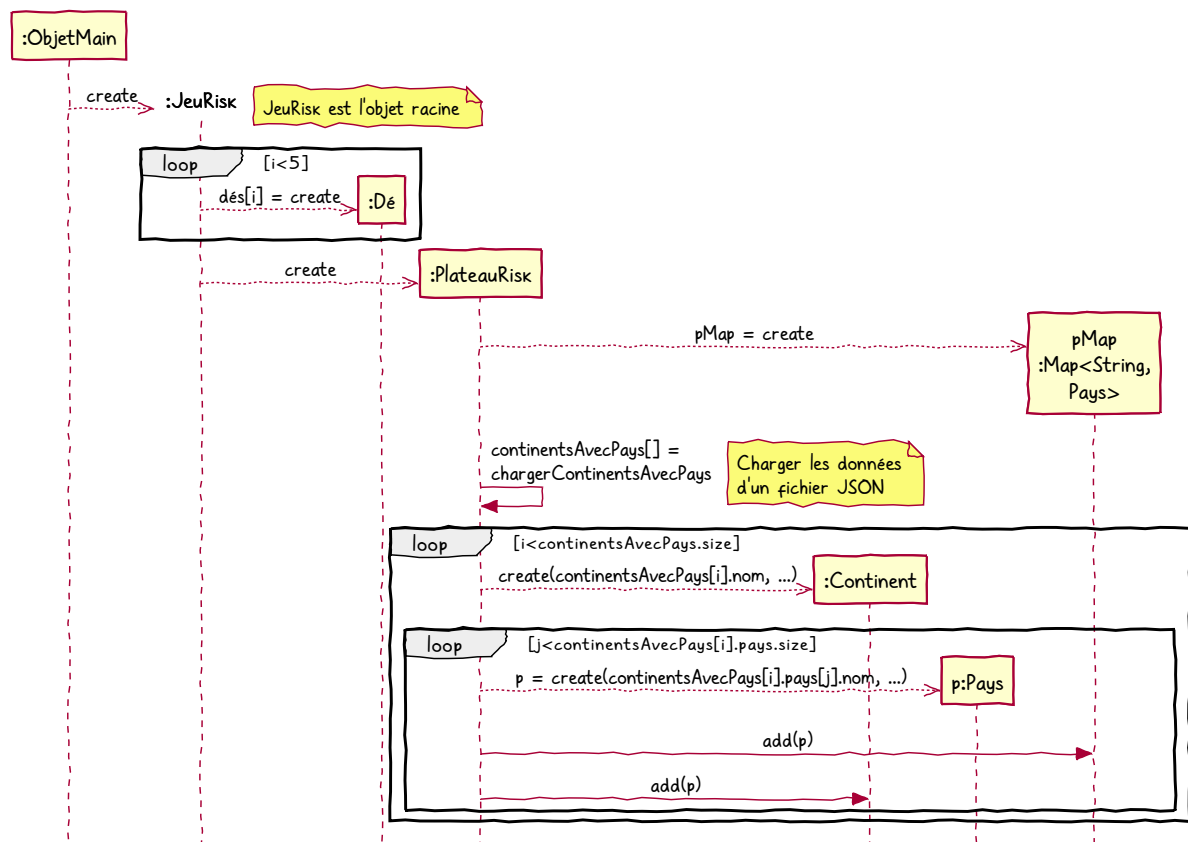 :ObjetMain
create
:JeuRisk
JeuRisk est l'objet racine
loop
[i<5]
dés[i] = create
:Dé
create
:PlateauRisk
pMap = create
pMap
:Map<String,
Pays>
continentsAvecPays[] =
chargerContinentsAvecPays
Charger les données
d'un fichier JSON
loop
[i<continentsAvecPays.size]
create(continentsAvecPays[i].nom, ...)
:Continent
loop
[j<continentsAvecPays[i].pays.size]
p = create(continentsAvecPays[i].pays[j].nom, ...)
p:Pays
add(p)
add(p)